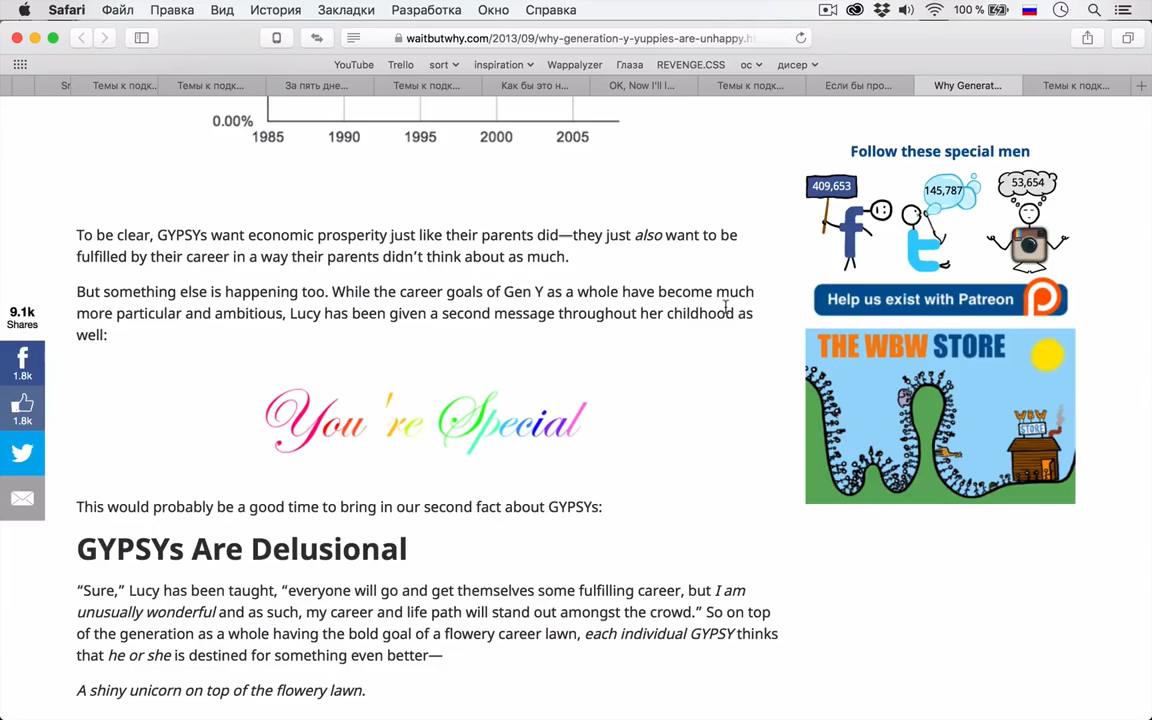 Safari Файл Правка Вид История Закладки Разработка Окно Справка 100 %
waitbutwhy.com/2013/09/why-generation-y-yuppies-are-unhappy.h
YouTube Trello sort inspiration Wappalyzer Глаза REVENGE.CSS ос дисер
Sr Темы к подк... Темы к подк... За пять дне... Темы к подк... Как бы это н... OK, Now I'll I... Темы к подк... Если бы про... Why Generat... Темы к подк...
0.00%
1985 1990 1995 2000 2005
To be clear, GYPSYs want economic prosperity just like their parents did—they just also want to be
fulfilled by their career in a way their parents didn't think about as much.
But something else is happening too. While the career goals of Gen Y as a whole have become much
more particular and ambitious, Lucy has been given a second message throughout her childhood as
well:
You're Special
This would probably be a good time to bring in our second fact about GYPSYs:
GYPSYs Are Delusional
“Sure,” Lucy has been taught, “everyone will go and get themselves some fulfilling career, but I am
unusually wonderful and as such, my career and life path will stand out amongst the crowd.” So on top
of the generation as a whole having the bold goal of a flowery career lawn, each individual GYPSY thinks
that he or she is destined for something even better—
A shiny unicorn on top of the flowery lawn.
9.1k
Shares
1.8k
1.8k
Follow these special men
409,653 145,787 53,654
Help us exist with Patreon
THE WBW STORE
WBW
STORE